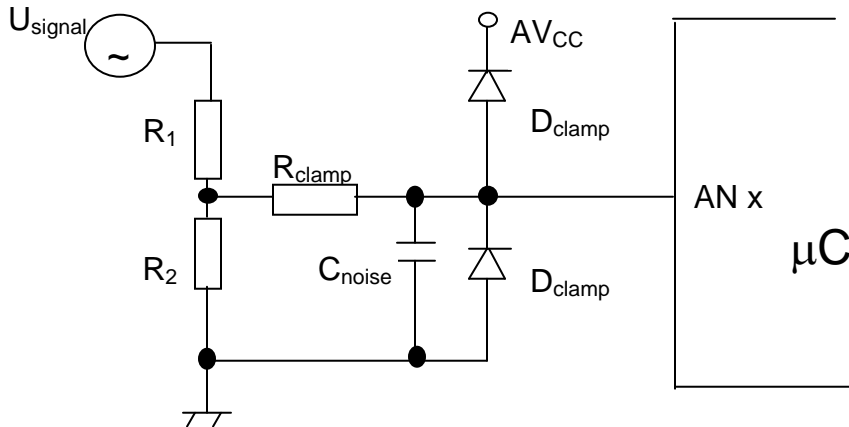 U_signal
~
AV_CC
R_1
D_clamp
R_clamp
AN x
μC
R_2
C_noise
D_clamp